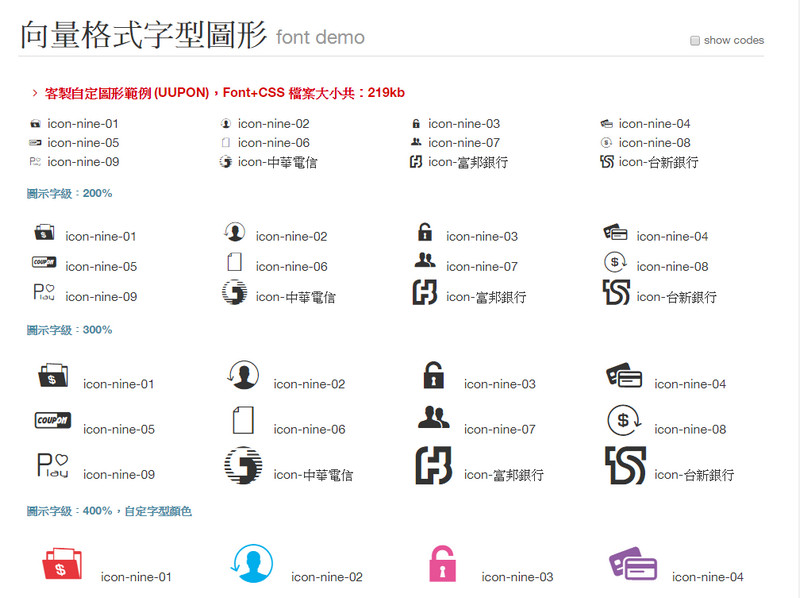 向量格式字型圖形 font demo
show codes
› 客製自定圖形範例 (UUPON)，Font+CSS 檔案大小共：219kb
icon-nine-01 icon-nine-02 icon-nine-03 icon-nine-04
icon-nine-05 icon-nine-06 icon-nine-07 icon-nine-08
icon-nine-09 icon-中華電信 icon-富邦銀行 icon-台新銀行
圖示字級：200%
icon-nine-01 icon-nine-02 icon-nine-03 icon-nine-04
COUPON icon-nine-05 icon-nine-06 icon-nine-07 icon-nine-08
Play icon-nine-09 icon-中華電信 icon-富邦銀行 icon-台新銀行
圖示字級：300%
$ icon-nine-01 icon-nine-02 icon-nine-03 icon-nine-04
COUPON icon-nine-05 icon-nine-06 icon-nine-07 $ icon-nine-08
Play icon-nine-09 icon-中華電信 icon-富邦銀行 icon-台新銀行
圖示字級：400%，自定字型顏色
$ icon-nine-01 icon-nine-02 icon-nine-03 icon-nine-04